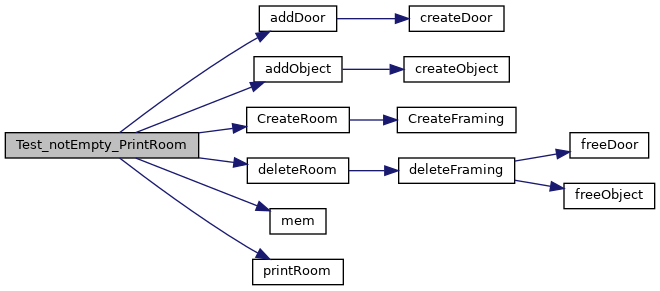 Test_notEmpty_PrintRoom
addDoor
createDoor
addObject
createObject
CreateRoom
CreateFraming
deleteRoom
deleteFraming
freeDoor
freeObject
mem
printRoom